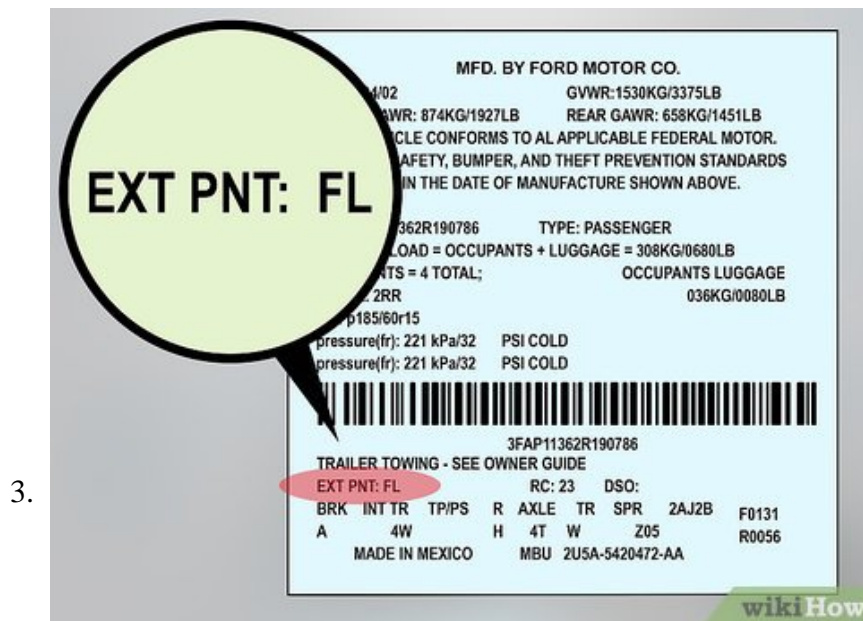 MFD. BY FORD MOTOR CO.
4/02 GVWR:1530KG/3375LB
AWR: 874KG/1927LB REAR GAWR: 658KG/1451LB
CLE CONFORMS TO AL APPLICABLE FEDERAL MOTOR.
AFETY, BUMPER, AND THEFT PREVENTION STANDARDS
IN THE DATE OF MANUFACTURE SHOWN ABOVE.
EXT PNT: FL
362R190786 TYPE: PASSENGER
LOAD = OCCUPANTS + LUGGAGE = 308KG/0680LB
NTS = 4 TOTAL; OCCUPANTS LUGGAGE
2RR 036KG/0080LB
p185/60r15
pressure(fr): 221 kPa/32 PSI COLD
pressure(fr): 221 kPa/32 PSI COLD
3FAP11362R190786
TRAILER TOWING - SEE OWNER GUIDE
3.
EXT PNT: FL RC: 23 DSO:
BRK INT TR TP/PS R AXLE TR SPR 2AJ2B F0131
A 4W H 4T W Z05 R0056
MADE IN MEXICO MBU 2U5A-5420472-AA
wikiHow